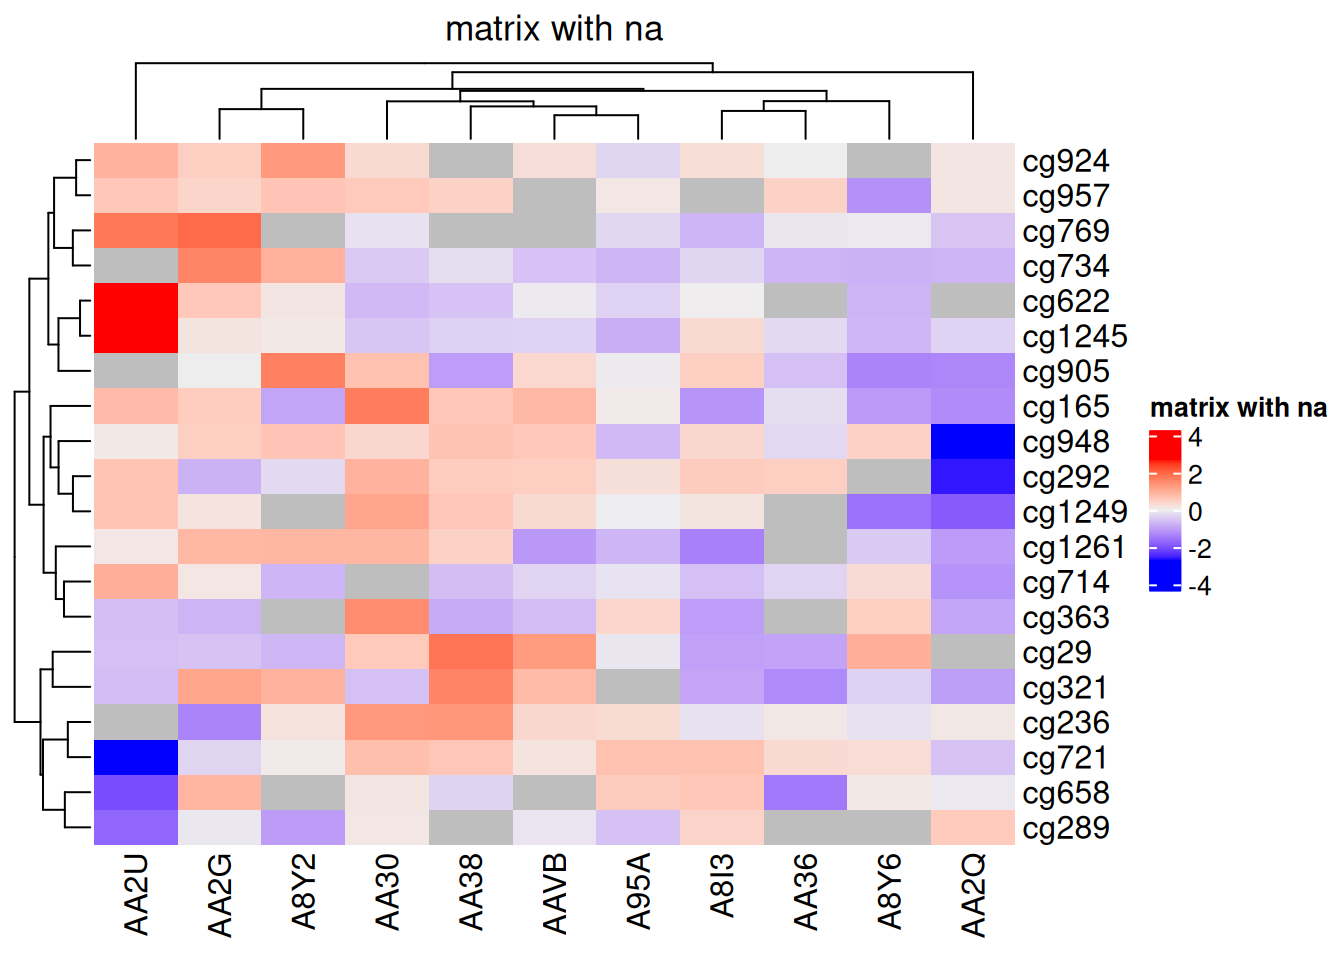 matrix with na
cg924
cg957
cg769
cg734
cg622
cg1245
cg905
cg165
cg948
cg292
cg1249
cg1261
cg714
cg363
cg29
cg321
cg236
cg721
cg658
cg289
AA2U
AA2G
A8Y2
AA30
AA38
AAVB
A95A
A8I3
AA36
A8Y6
AA2Q
matrix with na
4
2
0
-2
-4